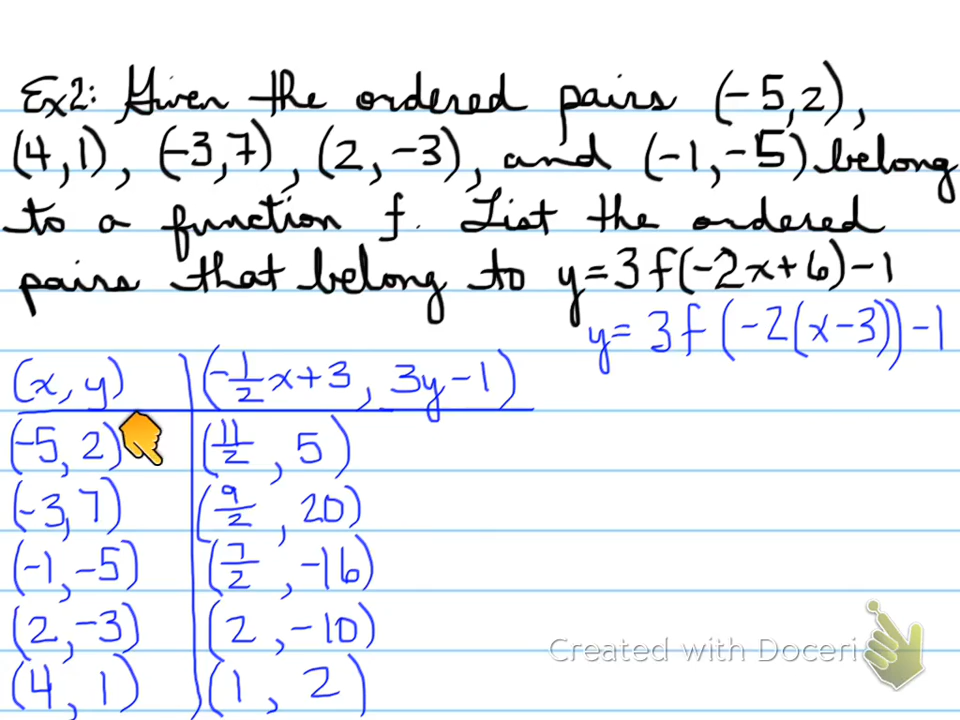 Ex2: Given the ordered pairs (-5,2),
(4,1), (-3,7), (2,-3), and (-1,-5) belong
to a function f. List the ordered
pairs that belong to y=3f(-2x+6)-1
y= 3f(-2(x-3))-1
(x,y) (-1/2x+3, 3y-1)
(-5,2) (11/2, 5)
(-3,7) (9/2, 20)
(-1,-5) (7/2, -16)
(2,-3) (2, -10)
Created with Doceri
(4,1) (1, 2)